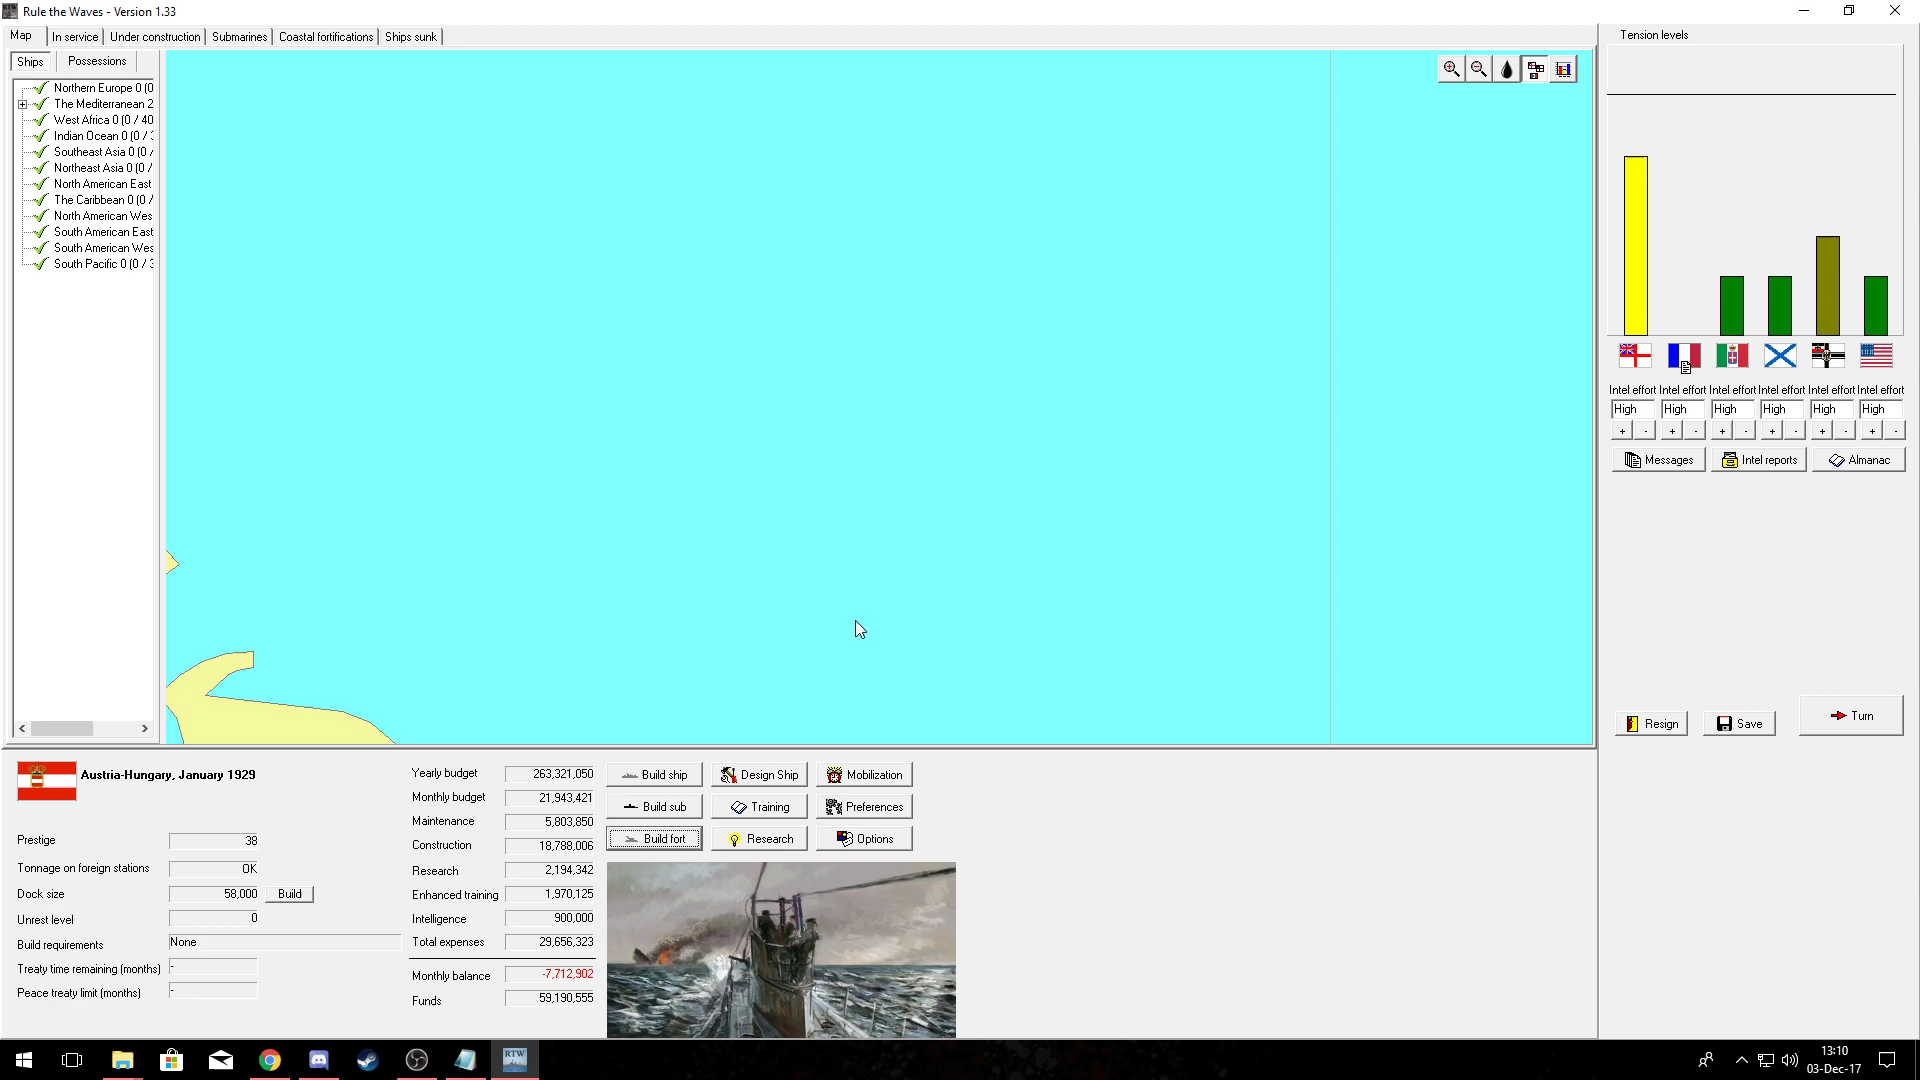 Rule the Waves - Version 1.33
Map In service Under construction Submarines Coastal fortifications Ships sunk
Ships Possessions
Northern Europe 0 (0
The Mediterranean 2
West Africa 0 (0 / 40
Indian Ocean 0 (0 / 3
Southeast Asia 0 (0 /
Northeast Asia 0 (0 /
North American East
The Caribbean 0 (0 /
North American Wes
South American East
South American Wes
South Pacific 0 (0 / 3
Tension levels
Intel effort Intel effort Intel effort Intel effort Intel effort Intel effort
High High High High High High
+ - + - + - + - + - + -
Messages Intel reports Almanac
Resign Save Turn
Austria-Hungary, January 1929
Prestige 38
Tonnage on foreign stations OK
Dock size 58,000 Build
Unrest level 0
Build requirements None
Treaty time remaining (months) -
Peace treaty limit (months) -
Yearly budget 263,321,050
Monthly budget 21,943,421
Maintenance 5,803,850
Construction 18,788,006
Research 2,194,342
Enhanced training 1,970,125
Intelligence 900,000
Total expenses 29,656,323
Monthly balance -7,712,902
Funds 59,190,555
Build ship Design Ship Mobilization
Build sub Training Preferences
Build fort Research Options
RTW
13:10
03-Dec-17